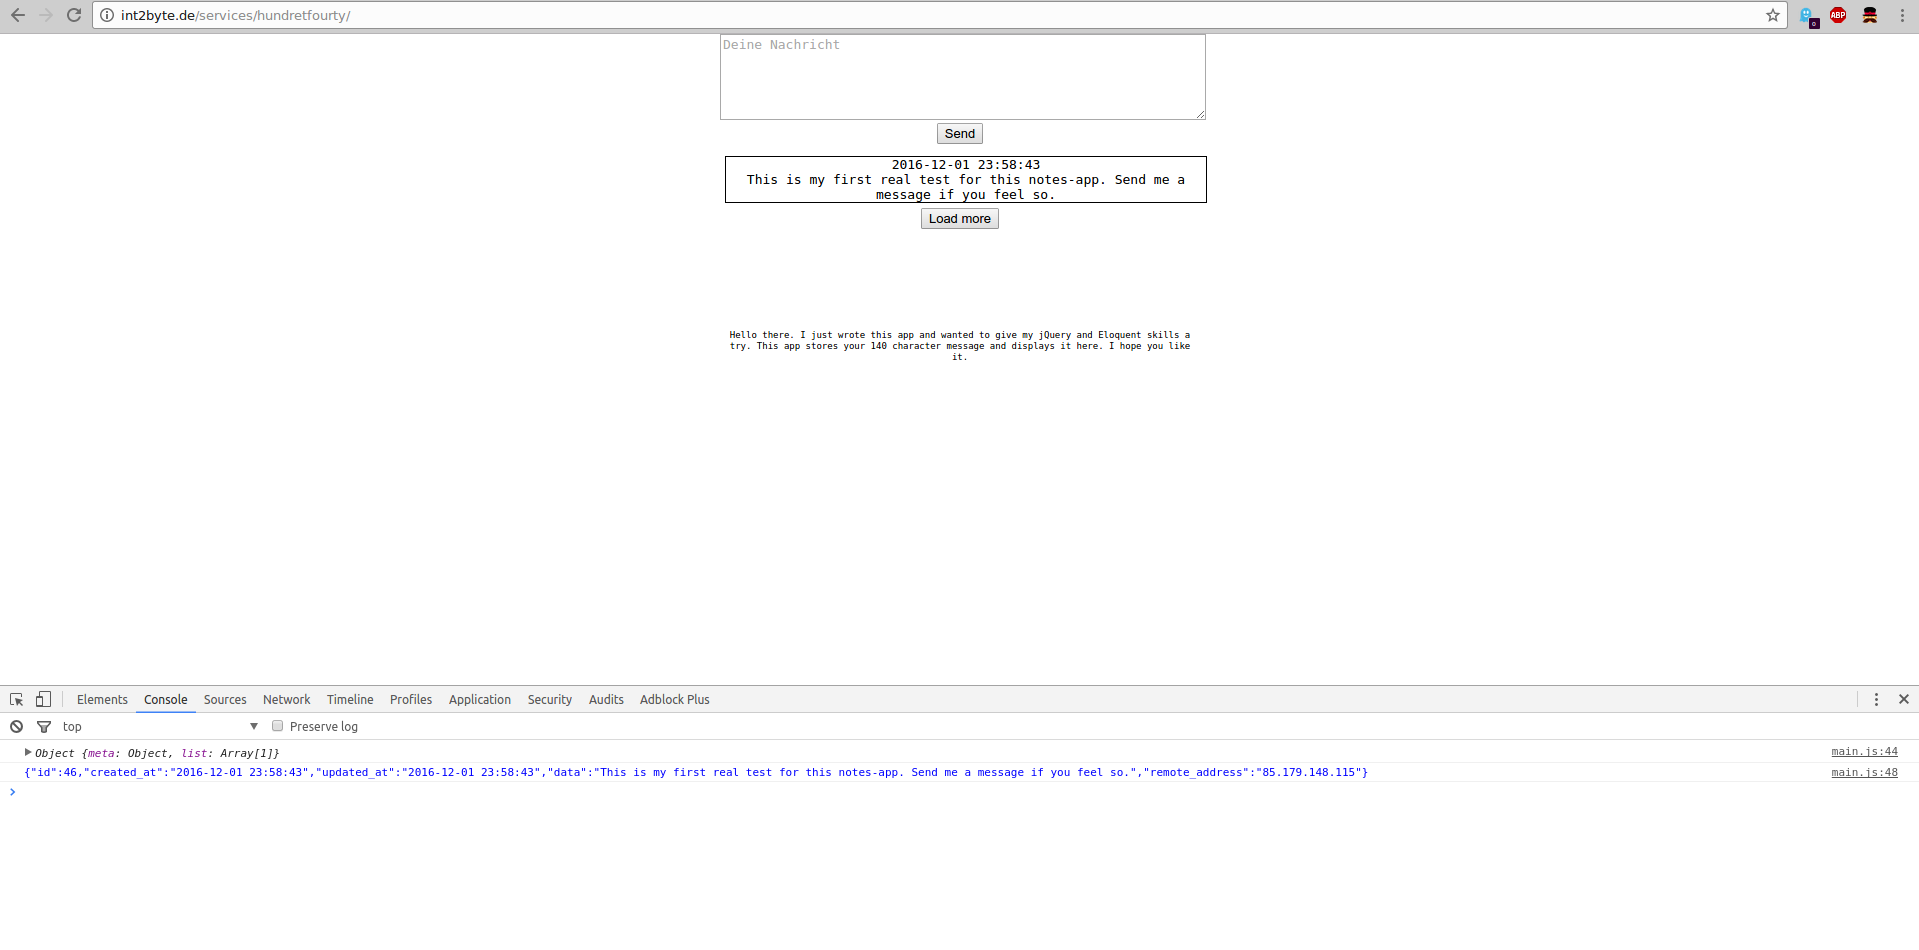 int2byte.de/services/hundretfourty/
ABP
Deine Nachricht
Send
2016-12-01 23:58:43
This is my first real test for this notes-app. Send me a
message if you feel so.
Load more
Hello there. I just wrote this app and wanted to give my jQuery and Eloquent skills a
try. This app stores your 140 character message and displays it here. I hope you like
it.
Elements Console Sources Network Timeline Profiles Application Security Audits Adblock Plus
top Preserve log
Object {meta: Object, list: Array[1]} main.js:44
{"id":46,"created_at":"2016-12-01 23:58:43","updated_at":"2016-12-01 23:58:43","data":"This is my first real test for this notes-app. Send me a message if you feel so.","remote_address":"85.179.148.115"} main.js:48